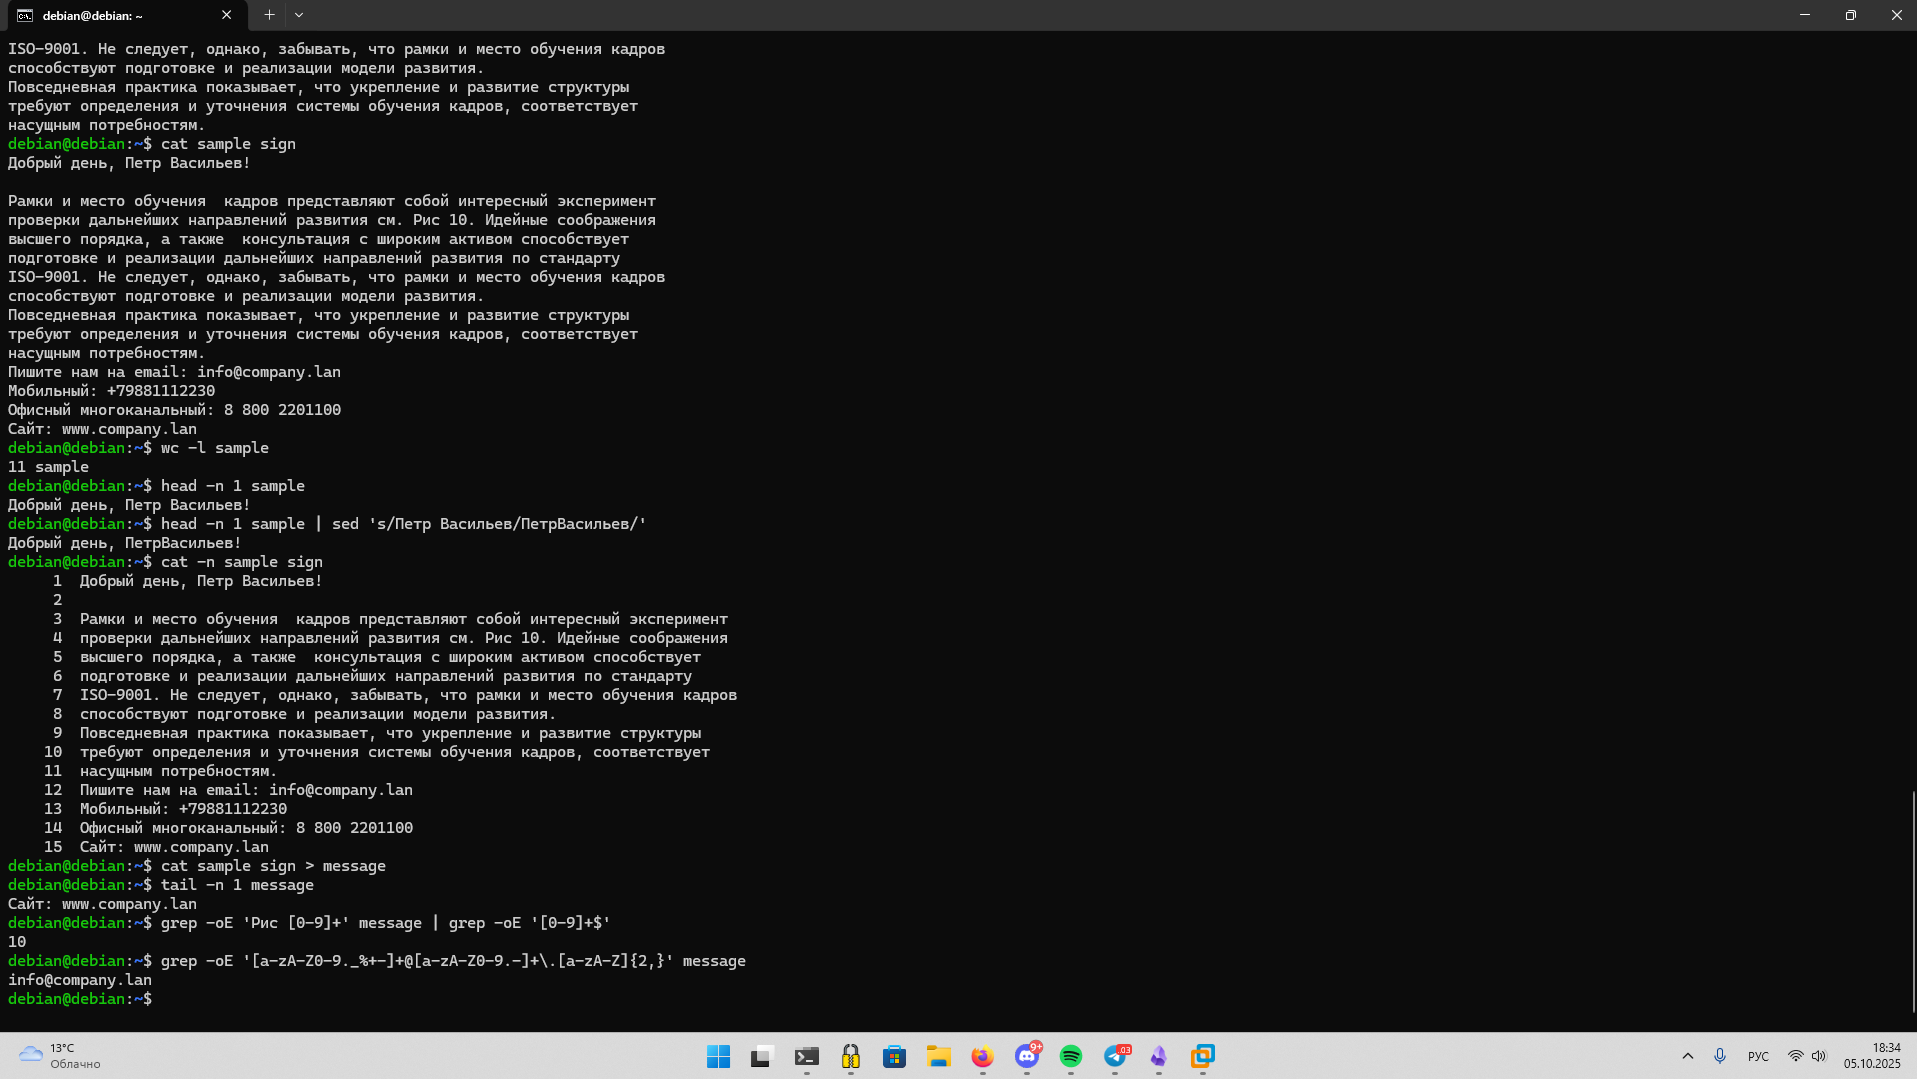 debian@debian: ~
ISO-9001. Не следует, однако, забывать, что рамки и место обучения кадров
способствуют подготовке и реализации модели развития.
Повседневная практика показывает, что укрепление и развитие структуры
требуют определения и уточнения системы обучения кадров, соответствует
насущным потребностям.
debian@debian:~$ cat sample sign
Добрый день, Петр Васильев!
Рамки и место обучения  кадров представляют собой интересный эксперимент
проверки дальнейших направлений развития см. Рис 10. Идейные соображения
высшего порядка, а также  консультация с широким активом способствует
подготовке и реализации дальнейших направлений развития по стандарту
ISO-9001. Не следует, однако, забывать, что рамки и место обучения кадров
способствуют подготовке и реализации модели развития.
Повседневная практика показывает, что укрепление и развитие структуры
требуют определения и уточнения системы обучения кадров, соответствует
насущным потребностям.
Пишите нам на email: info@company.lan
Мобильный: +79881112230
Офисный многоканальный: 8 800 2201100
Сайт: www.company.lan
debian@debian:~$ wc -l sample
11 sample
debian@debian:~$ head -n 1 sample
Добрый день, Петр Васильев!
debian@debian:~$ head -n 1 sample | sed 's/Петр Васильев/ПетрВасильев/'
Добрый день, ПетрВасильев!
debian@debian:~$ cat -n sample sign
1  Добрый день, Петр Васильев!
2
3  Рамки и место обучения  кадров представляют собой интересный эксперимент
4  проверки дальнейших направлений развития см. Рис 10. Идейные соображения
5  высшего порядка, а также  консультация с широким активом способствует
6  подготовке и реализации дальнейших направлений развития по стандарту
7  ISO-9001. Не следует, однако, забывать, что рамки и место обучения кадров
8  способствуют подготовке и реализации модели развития.
9  Повседневная практика показывает, что укрепление и развитие структуры
10  требуют определения и уточнения системы обучения кадров, соответствует
11  насущным потребностям.
12  Пишите нам на email: info@company.lan
13  Мобильный: +79881112230
14  Офисный многоканальный: 8 800 2201100
15  Сайт: www.company.lan
debian@debian:~$ cat sample sign > message
debian@debian:~$ tail -n 1 message
Сайт: www.company.lan
debian@debian:~$ grep -oE 'Рис [0-9]+' message | grep -oE '[0-9]+$'
10
debian@debian:~$ grep -oE '[a-zA-Z0-9._%+-]+@[a-zA-Z0-9.-]+\.[a-zA-Z]{2,}' message
info@company.lan
debian@debian:~$
13°C
Облачно
9+
.03
РУС
18:34
05.10.2025